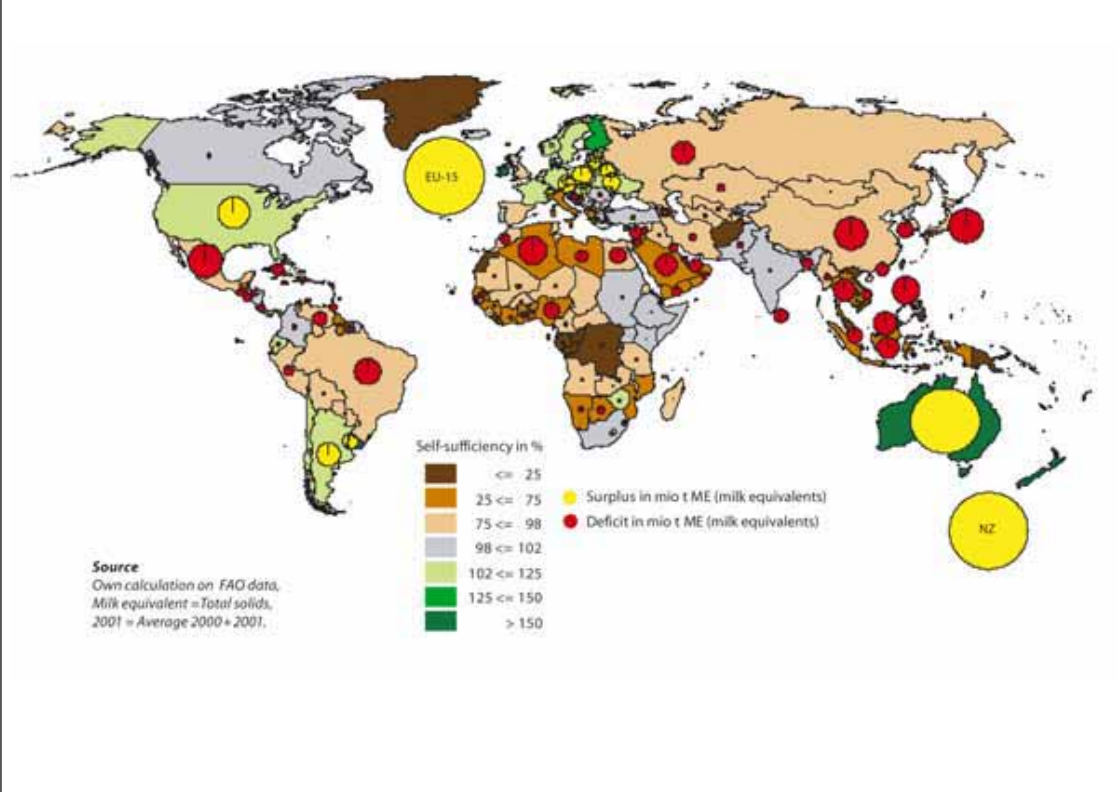 EU-15
Self-sufficiency in %
<= 25
25 <= 75
75 <= 98
98 <= 102
102 <= 125
125 <= 150
> 150
Surplus in mio t ME (milk equivalents)
Deficit in mio t ME (milk equivalents)
NZ
Source
Own calculation on FAO data,
Milk equivalent = Total solids,
2001 = Average 2000 + 2001.